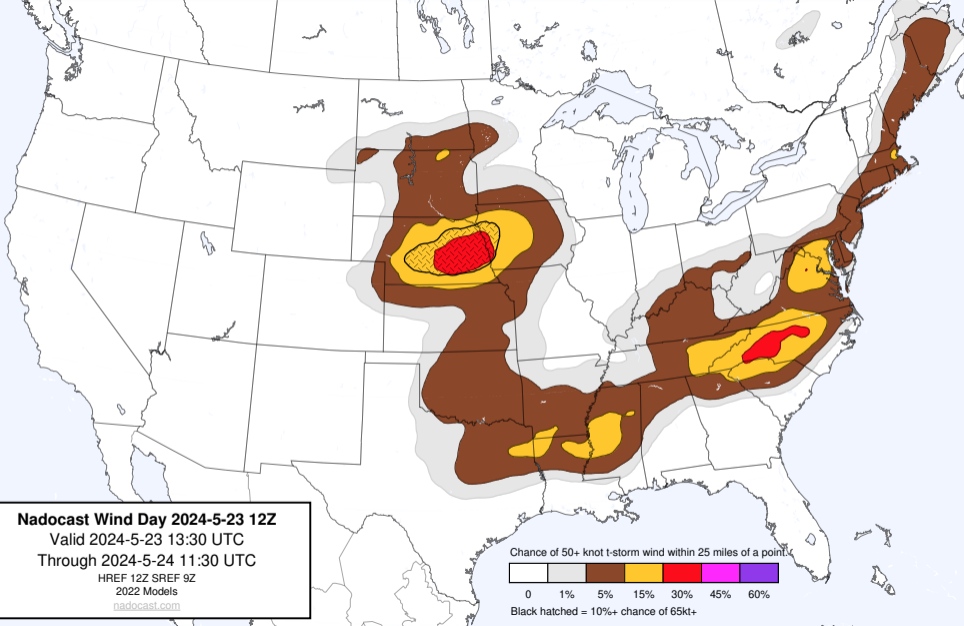 Nadocast Wind Day 2024-5-23 12Z
Valid 2024-5-23 13:30 UTC
Through 2024-5-24 11:30 UTC
HREF 12Z SREF 9Z
2022 Models
nadocast.com
Chance of 50+ knot t-storm wind within 25 miles of a point.
0 1% 5% 15% 30% 45% 60%
Black hatched = 10%+ chance of 65kt+